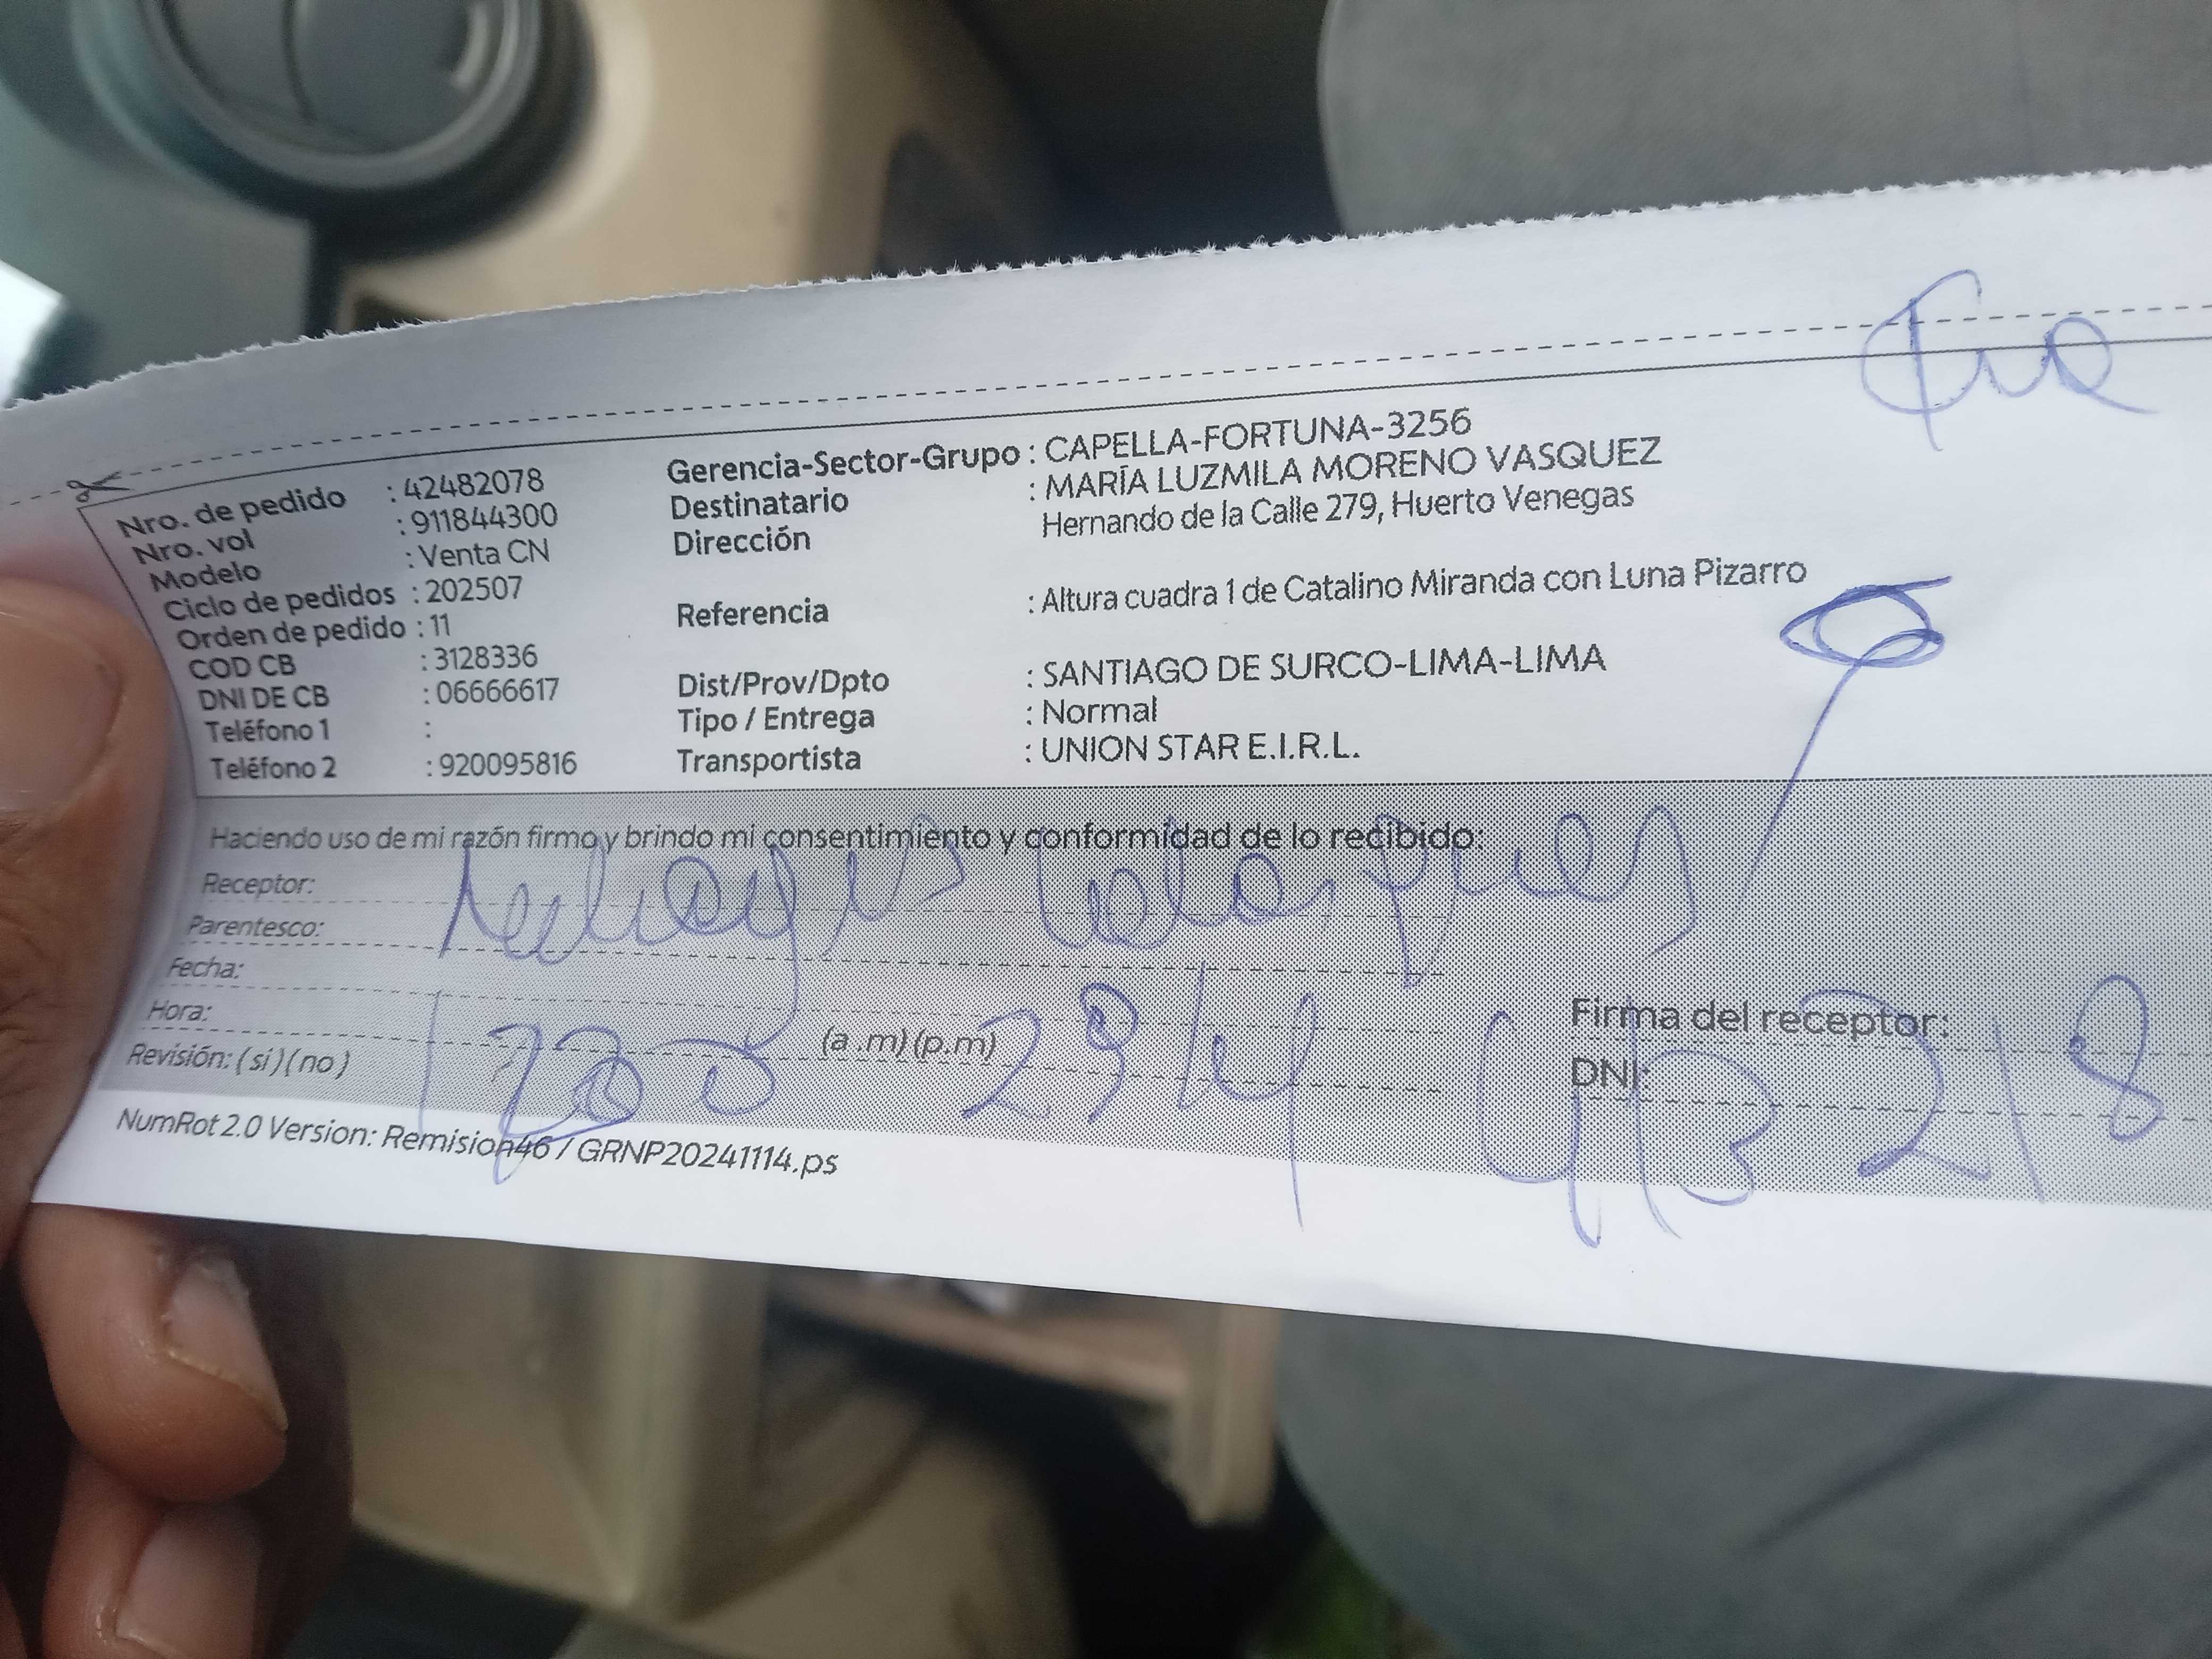 Nro. de pedido : 42482078
Nro. vol : 911844300
Modelo : Venta CN
Ciclo de pedidos : 202507
Orden de pedido : 11
COD CB : 3128336
DNI DE CB : 06666617
Teléfono 1 :
Teléfono 2 : 920095816
Gerencia-Sector-Grupo : CAPELLA-FORTUNA-3256
Destinatario : MARÍA LUZMILA MORENO VASQUEZ
Dirección Hernando de la Calle 279, Huerto Venegas
Referencia : Altura cuadra 1 de Catalino Miranda con Luna Pizarro
Dist/Prov/Dpto : SANTIAGO DE SURCO-LIMA-LIMA
Tipo / Entrega : Normal
Transportista : UNION STAR E.I.R.L.
Haciendo uso de mi razón firmo y brindo mi consentimiento y conformidad de lo recibido:
Receptor:
Parentesco:
Fecha:
Hora: (a .m) (p.m)
Revisión: ( si ) ( no )
Firma del receptor:
DNI:
NumRot 2.0 Version: Remision46 / GRNP20241114.ps